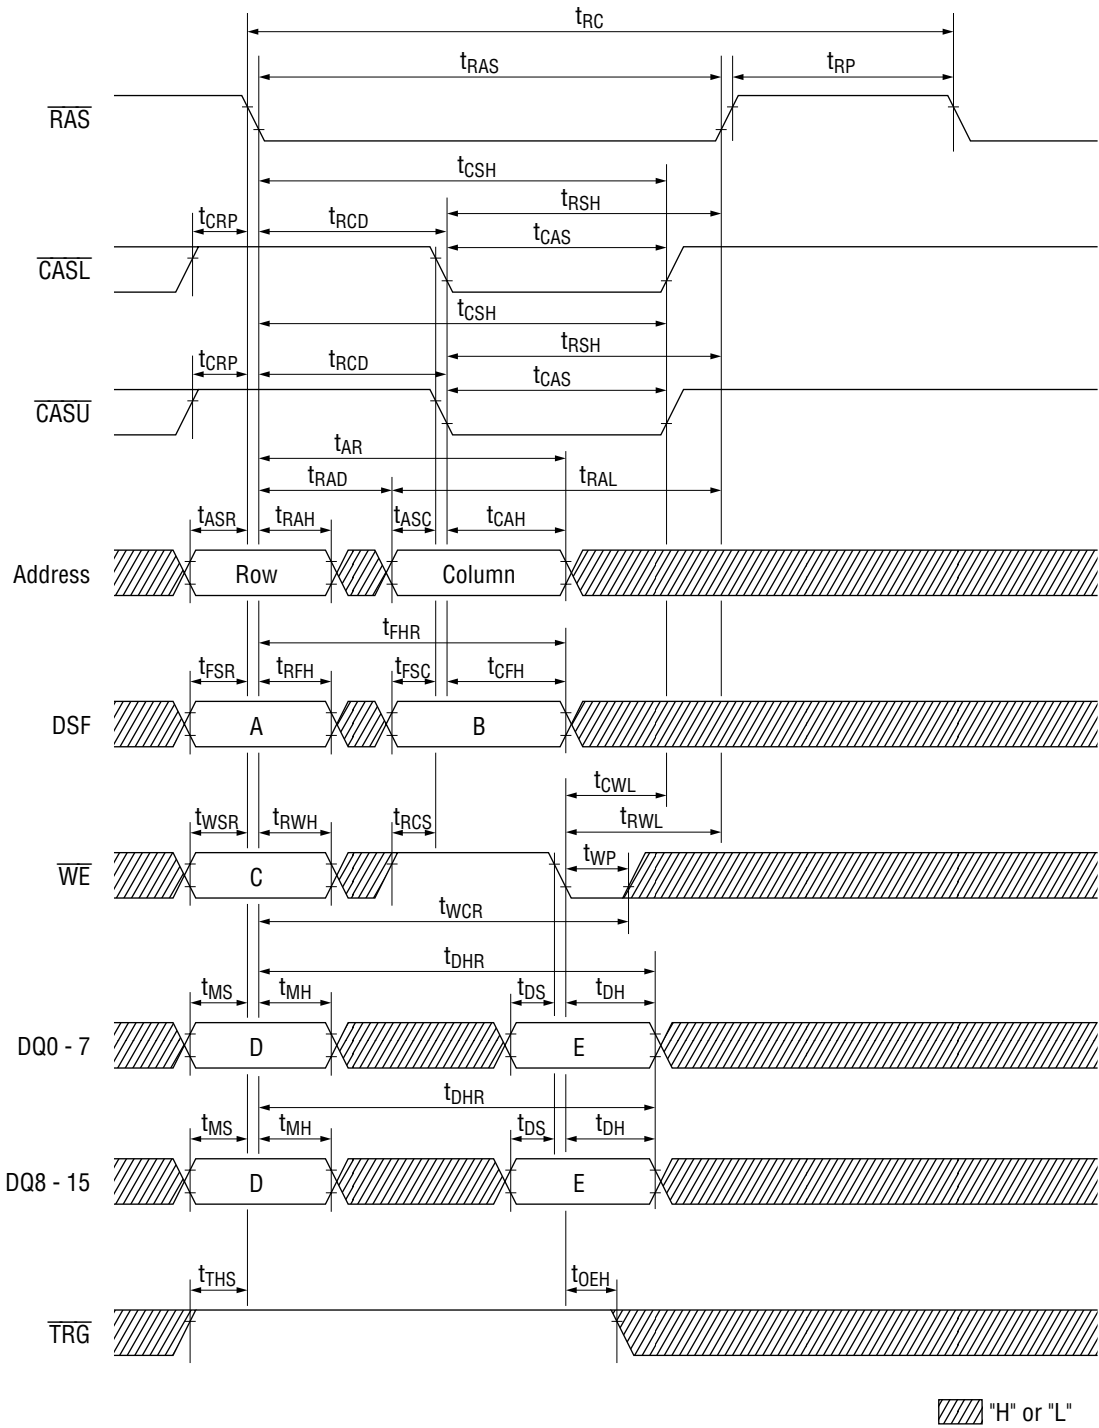 tRC
tRAS tRP
RAS
tCSH
tRSH
tCRP tRCD tCAS
CASL
tCSH
tRSH
tCRP tRCD tCAS
CASU
tAR
tRAD tRAL
tASR tRAH tASC tCAH
Address Row Column
tFHR
tFSR tRFH tFSC tCFH
DSF A B
tCWL
tWSR tRWH tRCS tRWL
tWP
WE C
tWCR
tDHR
tMS tMH tDS tDH
DQ0 - 7 D E
tDHR
tMS tMH tDS tDH
DQ8 - 15 D E
tTHS tOEH
TRG
"H" or "L"